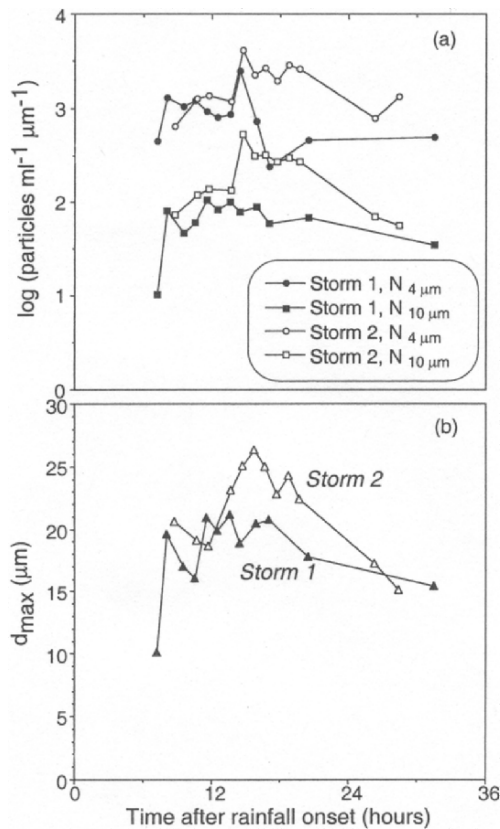 (a)
4
3
2
1
0
log (particles ml⁻¹ μm⁻¹)
Storm 1, N 4 μm
Storm 1, N 10 μm
Storm 2, N 4 μm
Storm 2, N 10 μm
(b)
30
25
20
15
10
5
0
dmax (μm)
Storm 2
Storm 1
0 12 24 36
Time after rainfall onset (hours)